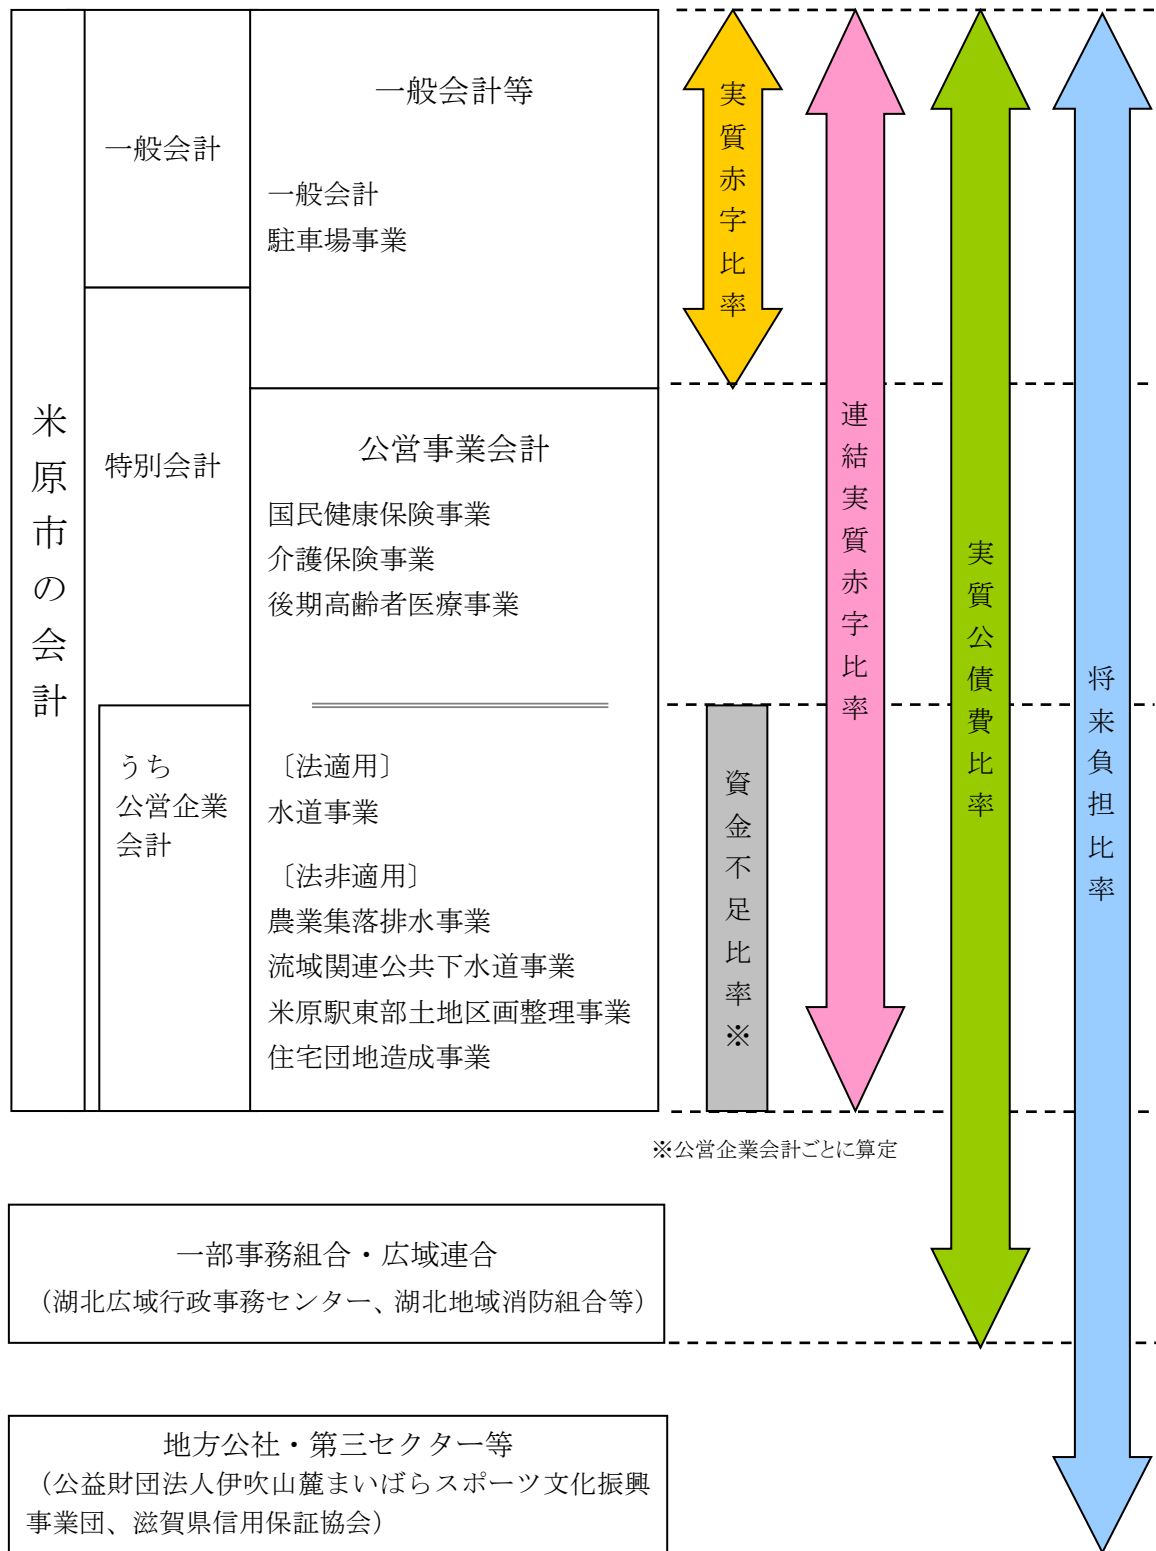 米原市の会計
一般会計
特別会計
うち
公営企業
会計
一般会計等
一般会計
駐車場事業
公営事業会計
国民健康保険事業
介護保険事業
後期高齢者医療事業
〔法適用〕
水道事業
〔法非適用〕
農業集落排水事業
流域関連公共下水道事業
米原駅東部土地区画整理事業
住宅団地造成事業
実質赤字比率
資金不足比率※
連結実質赤字比率
実質公債費比率
将来負担比率
※公営企業会計ごとに算定
一部事務組合・広域連合
（湖北広域行政事務センター、湖北地域消防組合等）
地方公社・第三セクター等
（公益財団法人伊吹山麓まいばらスポーツ文化振興
事業団、滋賀県信用保証協会）